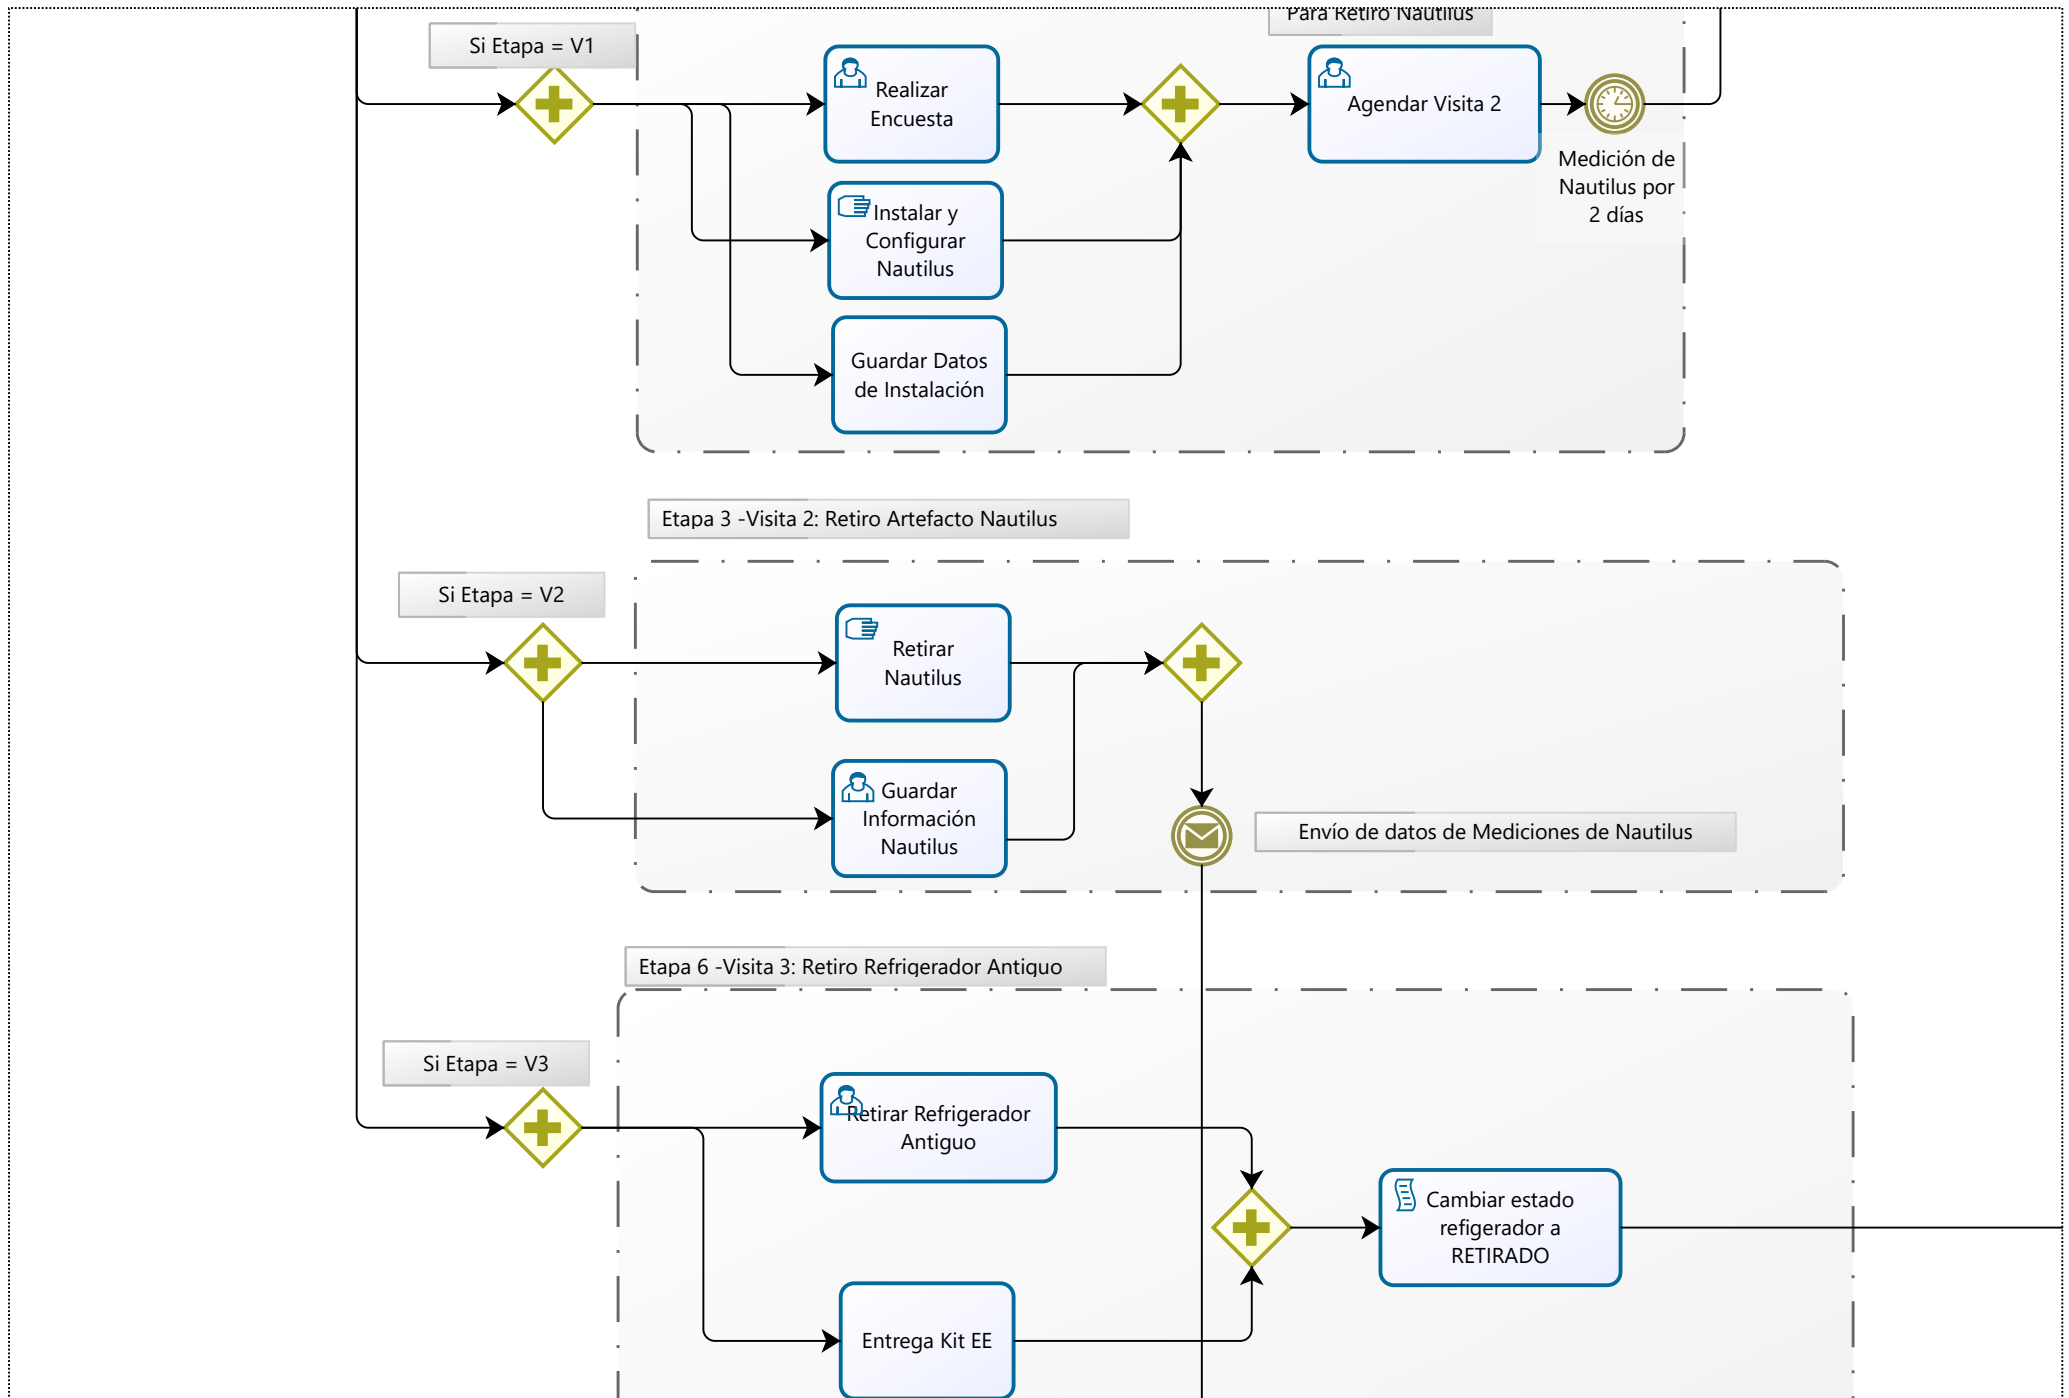 Para Retiro Nautilus
Si Etapa = V1
Realizar
Encuesta
Agendar Visita 2
Medición de
Nautilus por
2 días
Instalar y
Configurar
Nautilus
Guardar Datos
de Instalación
Etapa 3 -Visita 2: Retiro Artefacto Nautilus
Si Etapa = V2
Retirar
Nautilus
Guardar
Información
Nautilus
Envío de datos de Mediciones de Nautilus
Etapa 6 -Visita 3: Retiro Refrigerador Antiguo
Si Etapa = V3
Retirar Refrigerador
Antiguo
Cambiar estado
refigerador a
RETIRADO
Entrega Kit EE